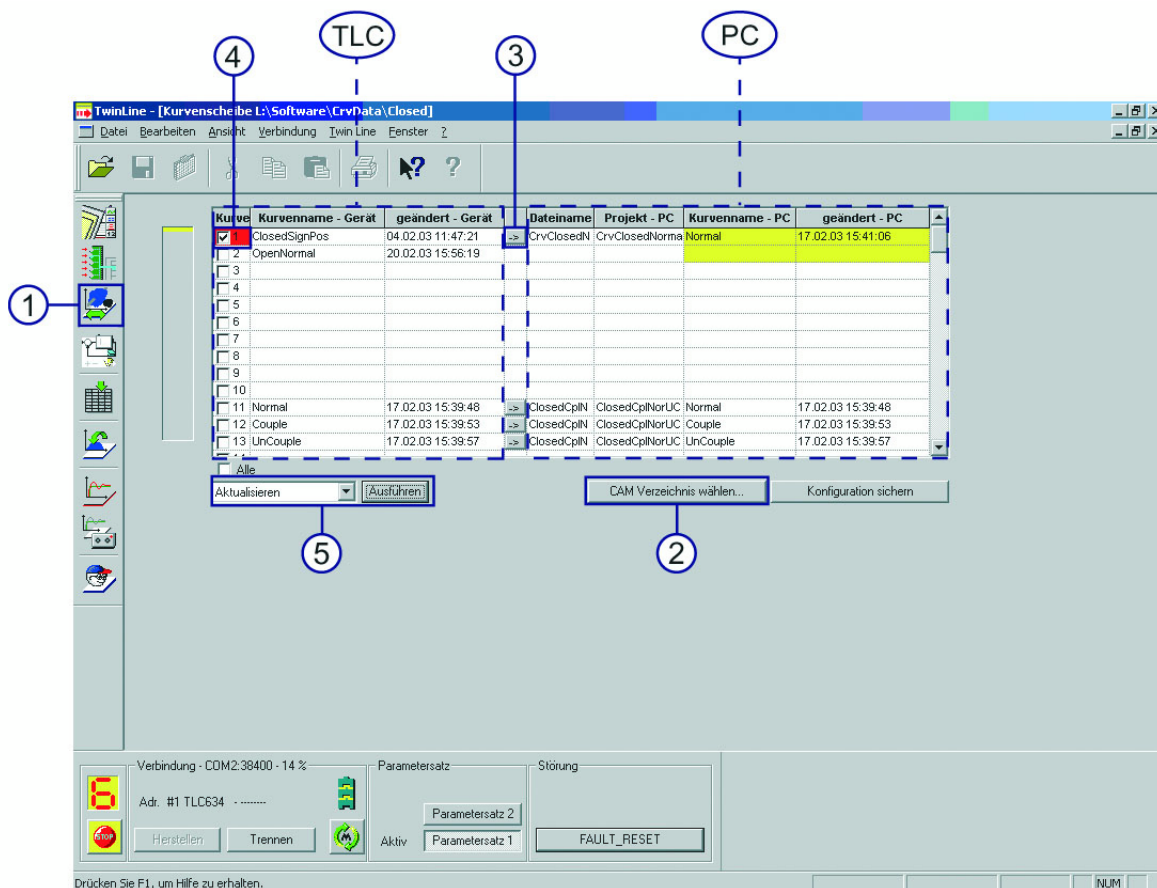 TLC
PC
4
3
TwinLine - [Kurvenscheibe L:\Software\CrvData\Closed]
Datei Bearbeiten Ansicht Verbindung Twin Line Fenster ?
Kurve Kurvenname - Gerät geändert - Gerät Dateiname Projekt - PC Kurvenname - PC geändert - PC
1 ClosedSignPos 04.02.03 11:47:21 -> CrvClosedN CrvClosedNorma Normal 17.02.03 15:41:06
2 OpenNormal 20.02.03 15:56:19
3
1
4
5
6
7
8
9
10
11 Normal 17.02.03 15:39:48 -> ClosedCplN ClosedCplNorUC Normal 17.02.03 15:39:48
12 Couple 17.02.03 15:39:53 -> ClosedCplN ClosedCplNorUC Couple 17.02.03 15:39:53
13 UnCouple 17.02.03 15:39:57 -> ClosedCplN ClosedCplNorUC UnCouple 17.02.03 15:39:57
Alle
Aktualisieren Ausführen CAM Verzeichnis wählen... Konfiguration sichern
5
2
Verbindung - COM2:38400 - 14 % Parametersatz Störung
6
Adr. #1 TLC634 - --------
Parametersatz 2
STOP Herstellen Trennen M Aktiv Parametersatz 1 FAULT_RESET
Drücken Sie F1, um Hilfe zu erhalten. NUM